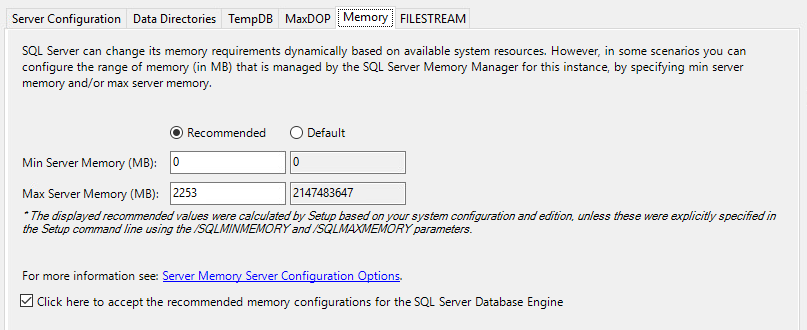 Server Configuration Data Directories TempDB MaxDOP Memory FILESTREAM
SQL Server can change its memory requirements dynamically based on available system resources. However, in some scenarios you can
configure the range of memory (in MB) that is managed by the SQL Server Memory Manager for this instance, by specifying min server
memory and/or max server memory.
Recommended Default
Min Server Memory (MB): 0 0
Max Server Memory (MB): 2253 2147483647
* The displayed recommended values were calculated by Setup based on your system configuration and edition, unless these were explicitly specified in
the Setup command line using the /SQLMINMEMORY and /SQLMAXMEMORY parameters.
For more information see: Server Memory Server Configuration Options.
Click here to accept the recommended memory configurations for the SQL Server Database Engine